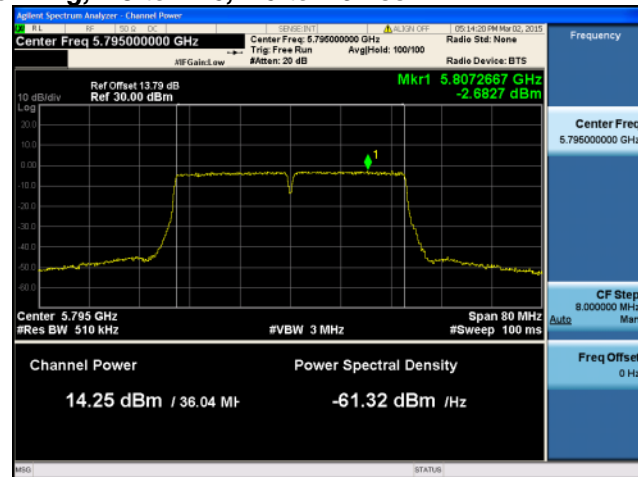 Agilent Spectrum Analyzer - Channel Power
RL RF 50 Ω DC SENSE:INT ALIGN OFF 05:14:20 PM Mar 02, 2015
Center Freq 5.795000000 GHz
Center Freq: 5.795000000 GHz
Radio Std: None
Trig: Free Run Avg|Hold: 100/100
#IFGain:Low #Atten: 20 dB Radio Device: BTS
Frequency
Mkr1 5.8072667 GHz
-2.6827 dBm
Ref Offset 13.79 dB
10 dB/div Ref 30.00 dBm
Log
20.0
10.0
0.00
-10.0
-20.0
-30.0
-40.0
-50.0
-60.0
1
Center Freq
5.795000000 GHz
Center 5.795 GHz Span 80 MHz
#Res BW 510 kHz #VBW 3 MHz #Sweep 100 ms
CF Step
8.000000 MHz
Auto Man
Freq Offset
0 Hz
Channel Power Power Spectral Density
14.25 dBm / 36.04 MH -61.32 dBm /Hz
MSG STATUS